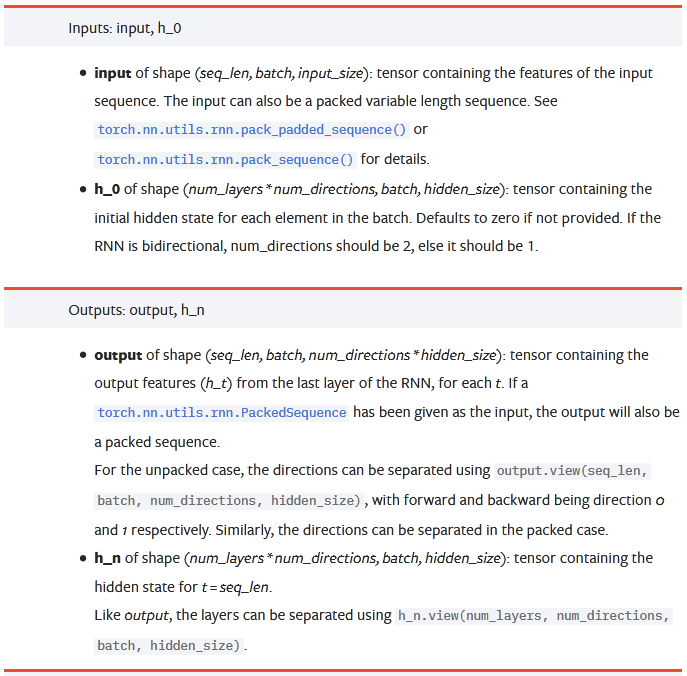 Inputs: input, h_0
● input of shape (seq_len, batch, input_size): tensor containing the features of the input
sequence. The input can also be a packed variable length sequence. See
torch.nn.utils.rnn.pack_padded_sequence() or
torch.nn.utils.rnn.pack_sequence() for details.
● h_0 of shape (num_layers * num_directions, batch, hidden_size): tensor containing the
initial hidden state for each element in the batch. Defaults to zero if not provided. If the
RNN is bidirectional, num_directions should be 2, else it should be 1.
Outputs: output, h_n
● output of shape (seq_len, batch, num_directions * hidden_size): tensor containing the
output features (h_t) from the last layer of the RNN, for each t. If a
torch.nn.utils.rnn.PackedSequence has been given as the input, the output will also be
a packed sequence.
For the unpacked case, the directions can be separated using output.view(seq_len,
batch, num_directions, hidden_size), with forward and backward being direction 0
and 1 respectively. Similarly, the directions can be separated in the packed case.
● h_n of shape (num_layers * num_directions, batch, hidden_size): tensor containing the
hidden state for t = seq_len.
Like output, the layers can be separated using h_n.view(num_layers, num_directions,
batch, hidden_size).